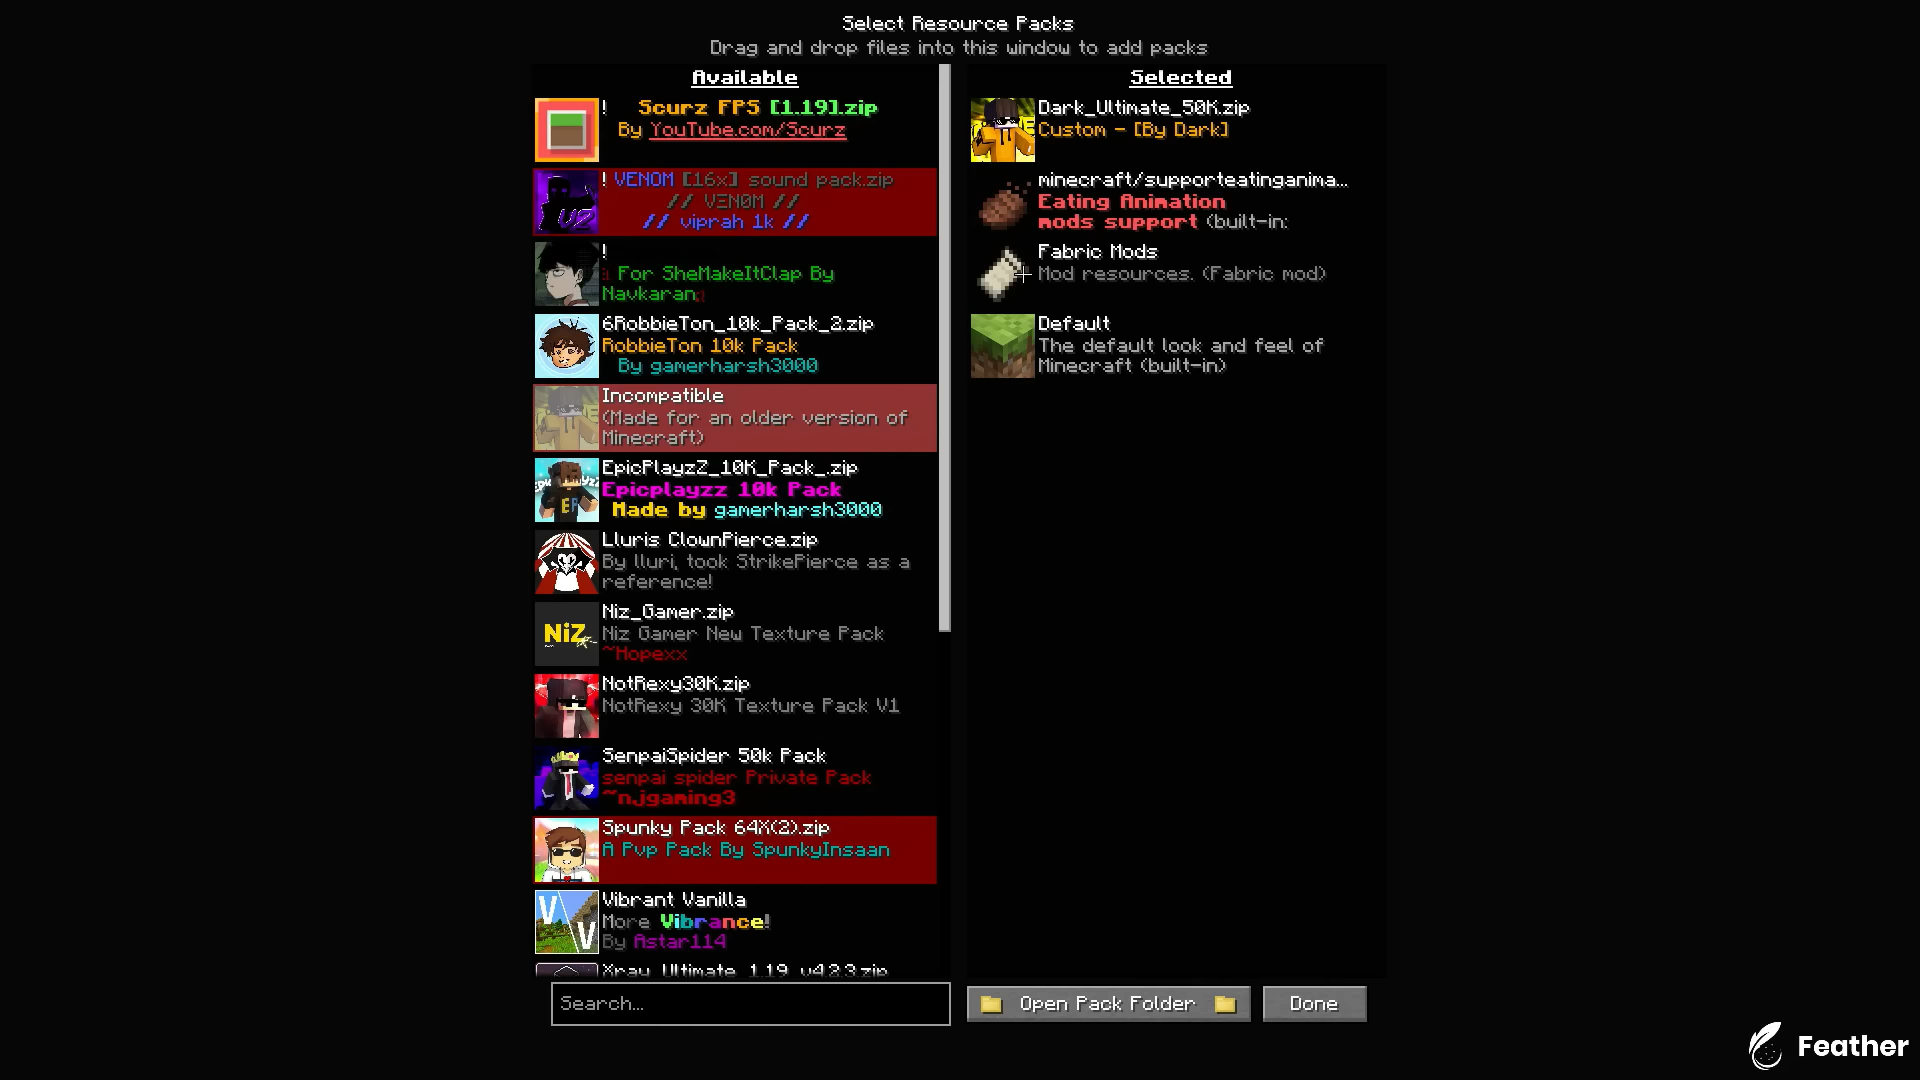 Select Resource Packs
Drag and drop files into this window to add packs
Available
! Scurz FPS [1.19].zip
By YouTube.com/Scurz
! VENOM [16x] sound pack.zip
// VΞNØM //
// viprah 1k //
!
For SheMakeItClap By
Navkaran
6RobbieTon_10k_Pack_2.zip
RobbieTon 10k Pack
By gamerharsh3000
Incompatible
(Made for an older version of
Minecraft)
EpicPlayzZ_10K_Pack_.zip
Epicplayzz 10k Pack
Made by gamerharsh3000
Lluris ClownPierce.zip
By lluri, took StrikePierce as a
reference!
NiZ
Niz_Gamer.zip
Niz Gamer New Texture Pack
~Hopexx
NotRexy30K.zip
NotRexy 30K Texture Pack V1
SenpaiSpider 50k Pack
senpai spider Private Pack
~njgaming3
Spunky Pack 64X(2).zip
A Pvp Pack By SpunkyInsaan
V V
Vibrant Vanilla
More Vibrance!
By Astar114
Xray_Ultimate_1.19_v4.2.3.zip
Search...
Selected
Dark_Ultimate_50K.zip
Custom - [By Dark]
minecraft/supporteatinganima...
Eating Animation
mods support (built-in:
Fabric Mods
Mod resources. (Fabric mod)
Default
The default look and feel of
Minecraft (built-in)
Open Pack Folder
Done
Feather